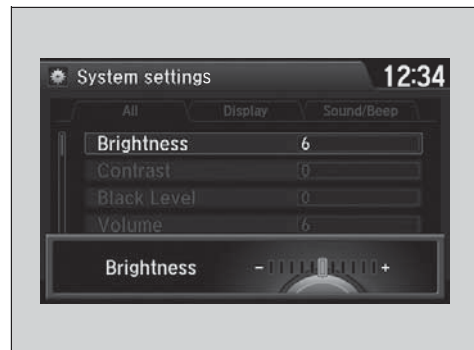 System settings 12:34
All Display Sound/Beep
Brightness 6
Contrast 0
Black Level 0
Volume 6
Brightness - +